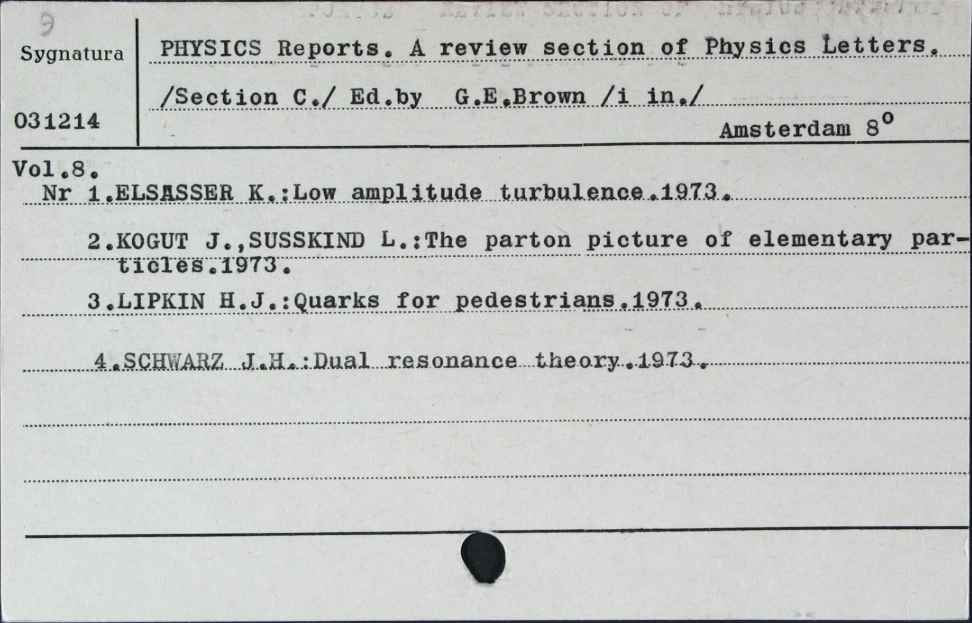 9
Sygnatura
PHYSICS Reports. A review section of Physics Letters.
/Section C./ Ed.by G.E.Brown /i in./
031214
Amsterdam 8º
Vol.8.
Nr 1.ELSASSER K.:Low amplitude turbulence.1973.
2.KOGUT J.,SUSSKIND L.:The parton picture of elementary par-
ticles.1973.
3.LIPKIN H.J.:Quarks for pedestrians.1973.
4.SCHWARZ J.H.:Dual resonance theory.1973.